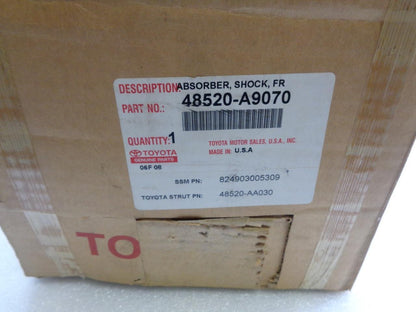 DESCRIPTION: ABSORBER, SHOCK, FR
PART NO.: 48520-A9070
QUANTITY: 1
TOYOTA MOTOR SALES, U.S.A., INC.
MADE IN: U.S.A
TOYOTA
GENUINE PARTS
06F 08
SSM PN: 824903005309
TOYOTA STRUT PN: 48520-AA030
TO